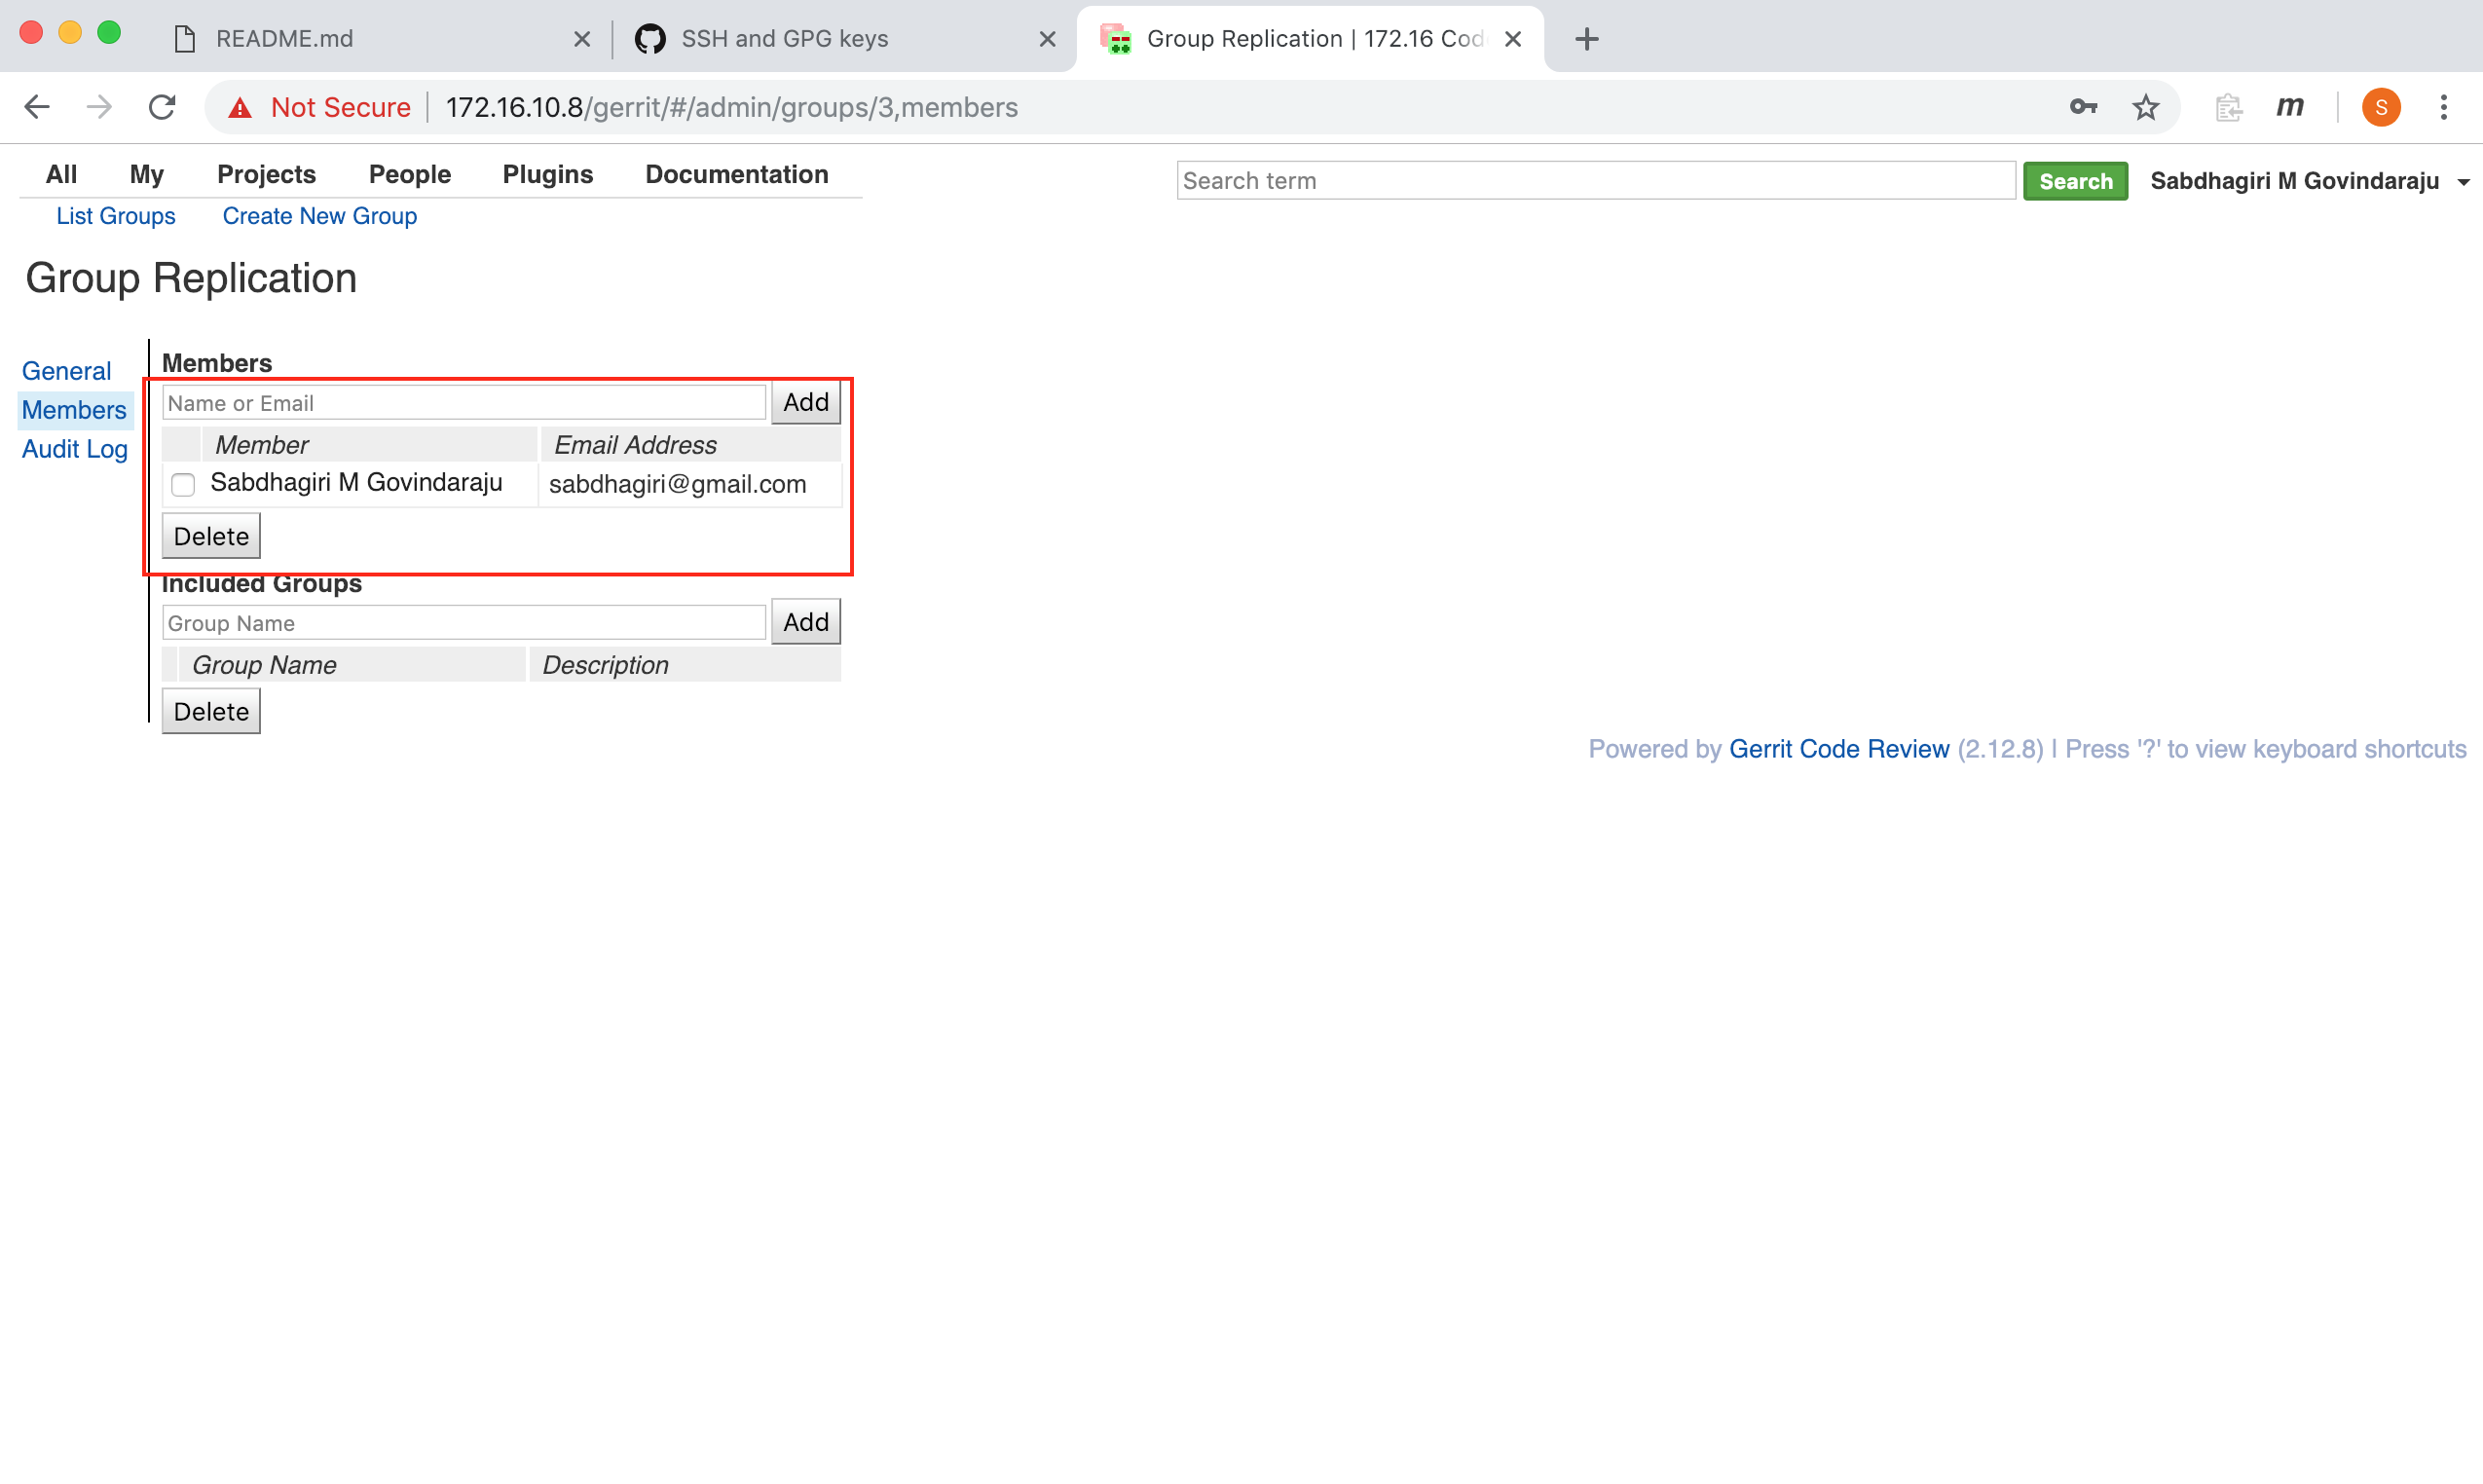 README.md
SSH and GPG keys
Group Replication | 172.16 Cod
Not Secure 172.16.10.8/gerrit/#/admin/groups/3,members
m
S
All My Projects People Plugins Documentation
Search term
Search
Sabdhagiri M Govindaraju
List Groups Create New Group
Group Replication
General
Members
Audit Log
Members
Name or Email
Add
Member Email Address
Sabdhagiri M Govindaraju sabdhagiri@gmail.com
Delete
Included Groups
Group Name
Add
Group Name Description
Delete
Powered by Gerrit Code Review (2.12.8) | Press '?' to view keyboard shortcuts